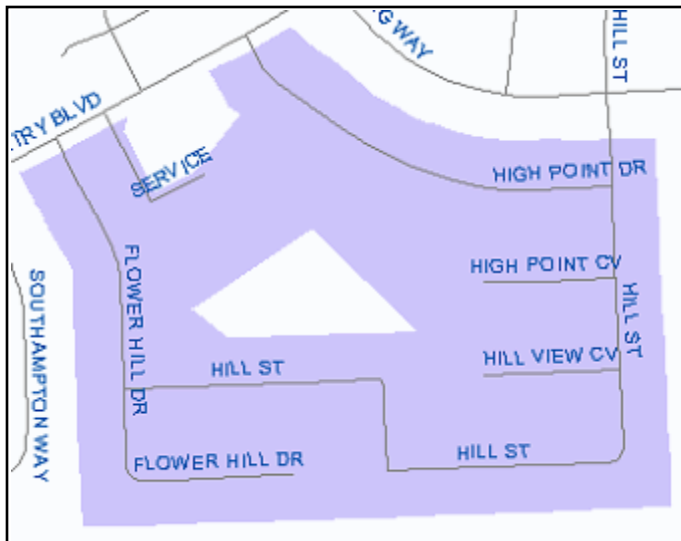 G WAY
HILL ST
TRY BLVD
SERVICE
HIGH POINT DR
FLOWER HILL DR
SOUTHAMPTON WAY
HIGH POINT CV
HILL ST
HILL VIEW CV
HILL ST
FLOWER HILL DR
HILL ST